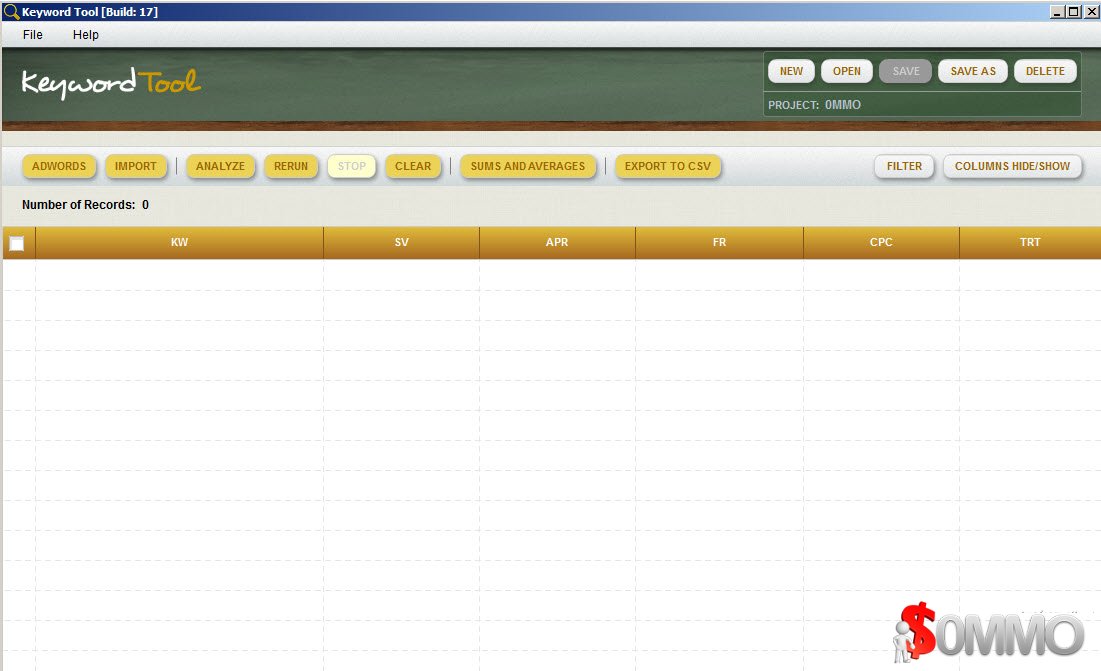 Keyword Tool [Build: 17]
File Help
Keyword Tool
NEW OPEN SAVE SAVE AS DELETE
PROJECT: 0MMO
ADWORDS IMPORT ANALYZE RERUN STOP CLEAR SUMS AND AVERAGES EXPORT TO CSV FILTER COLUMNS HIDE/SHOW
Number of Records: 0
KW SV APR FR CPC TRT
$0MMO